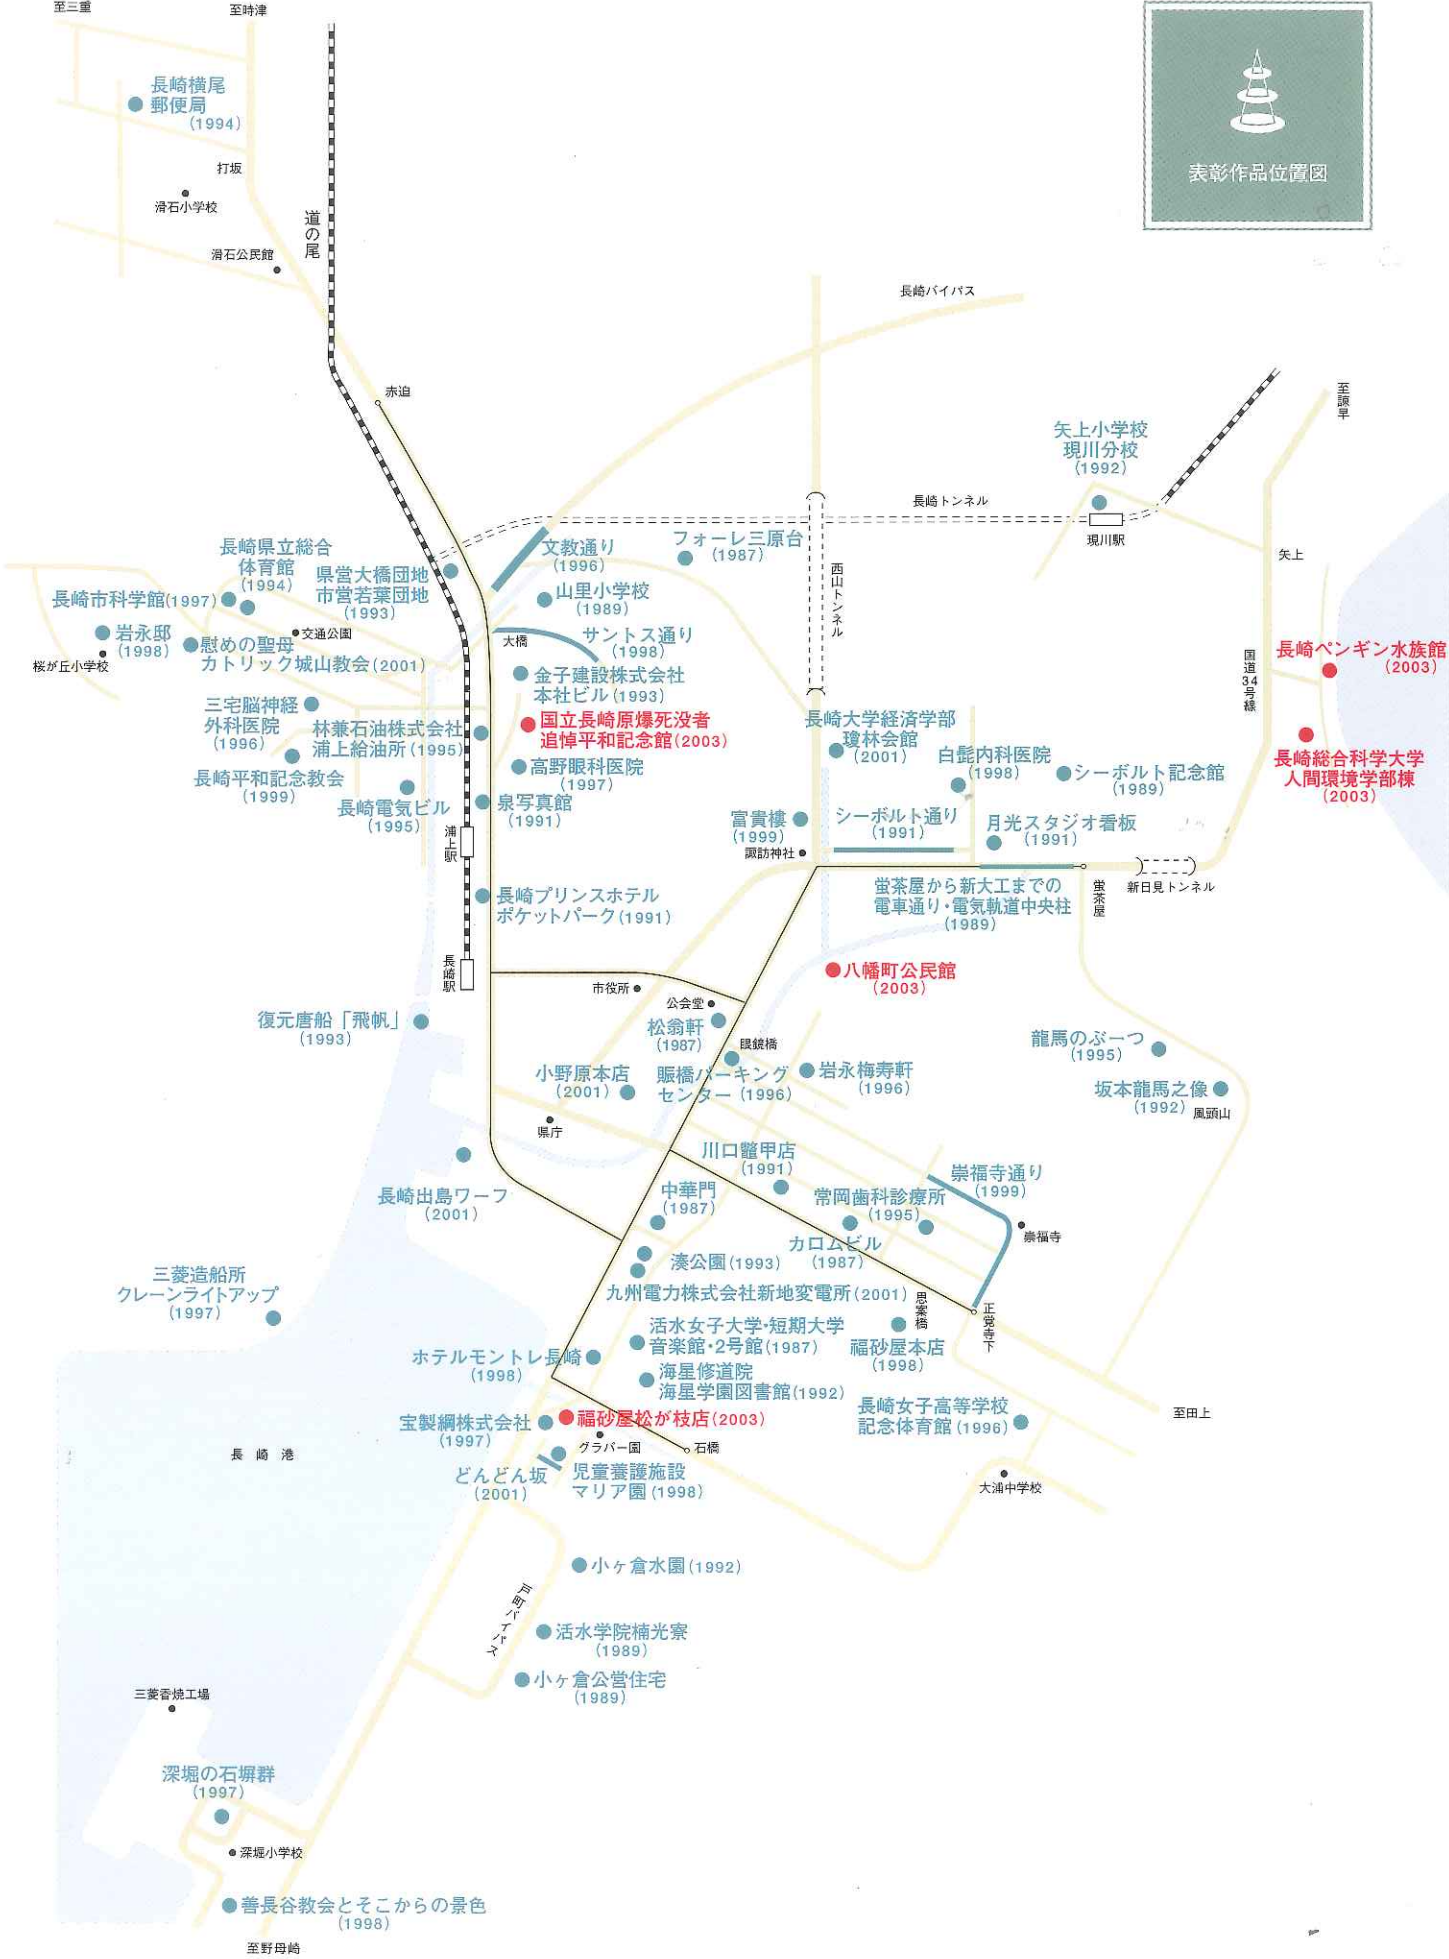 至三重
至時津
表彰作品位置図
長崎横尾
郵便局
(1994)
打坂
滑石小学校
道の尾
滑石公民館
長崎バイパス
赤迫
至諫早
矢上小学校
現川分校
(1992)
長崎トンネル
現川駅
矢上
西山トンネル
文教通り
(1996)
フォーレ三原台
(1987)
長崎県立総合
体育館
(1994)
県営大橋団地
市営若葉団地
(1993)
長崎市科学館(1997)
山里小学校
(1989)
岩永邸
(1998)
桜が丘小学校
交通公園
慰めの聖母
カトリック城山教会(2001)
大橋
サントス通り
(1998)
金子建設株式会社
本社ビル(1993)
国道34号線
長崎ペンギン水族館
(2003)
三宅脳神経
外科医院
(1996)
林兼石油株式会社
浦上給油所(1995)
国立長崎原爆死没者
追悼平和記念館(2003)
長崎大学経済学部
瓊林会館
(2001)
白髭内科医院
(1998)
シーボルト記念館
(1989)
長崎総合科学大学
人間環境学部棟
(2003)
長崎平和記念教会
(1999)
高野眼科医院
(1997)
長崎電気ビル
(1995)
泉写真館
(1991)
浦上駅
富貴樓
(1999)
諏訪神社
シーボルト通り
(1991)
月光スタジオ看板
(1991)
長崎プリンスホテル
ポケットパーク(1991)
蛍茶屋から新大工までの
電車通り・電気軌道中央柱
(1989)
蛍茶屋
新日見トンネル
長崎駅
市役所
公会堂
八幡町公民館
(2003)
復元唐船「飛帆」
(1993)
松翁軒
(1987)
眼鏡橋
龍馬のぶーつ
(1995)
小野原本店
(2001)
賑橋パーキング
センター(1996)
岩永梅寿軒
(1996)
坂本龍馬之像
(1992)
風頭山
県庁
川口鼈甲店
(1991)
長崎出島ワーフ
(2001)
中華門
(1987)
常岡歯科診療所
(1995)
崇福寺通り
(1999)
崇福寺
カロムビル
(1987)
湊公園(1993)
九州電力株式会社新地変電所(2001)
三菱造船所
クレーンライトアップ
(1997)
思案橋
正覚寺下
活水女子大学・短期大学
音楽館・2号館(1987)
福砂屋本店
(1998)
ホテルモントレ長崎
(1998)
海星修道院
海星学園図書館(1992)
宝製綱株式会社
(1997)
福砂屋松が枝店(2003)
長崎女子高等学校
記念体育館(1996)
至田上
グラバー園
石橋
長崎港
どんどん坂
(2001)
児童養護施設
マリア園(1998)
大浦中学校
小ヶ倉水園(1992)
戸町バイパス
活水学院楠光寮
(1989)
小ヶ倉公営住宅
(1989)
三菱香焼工場
深堀の石塀群
(1997)
深堀小学校
善長谷教会とそこからの景色
(1998)
至野母崎